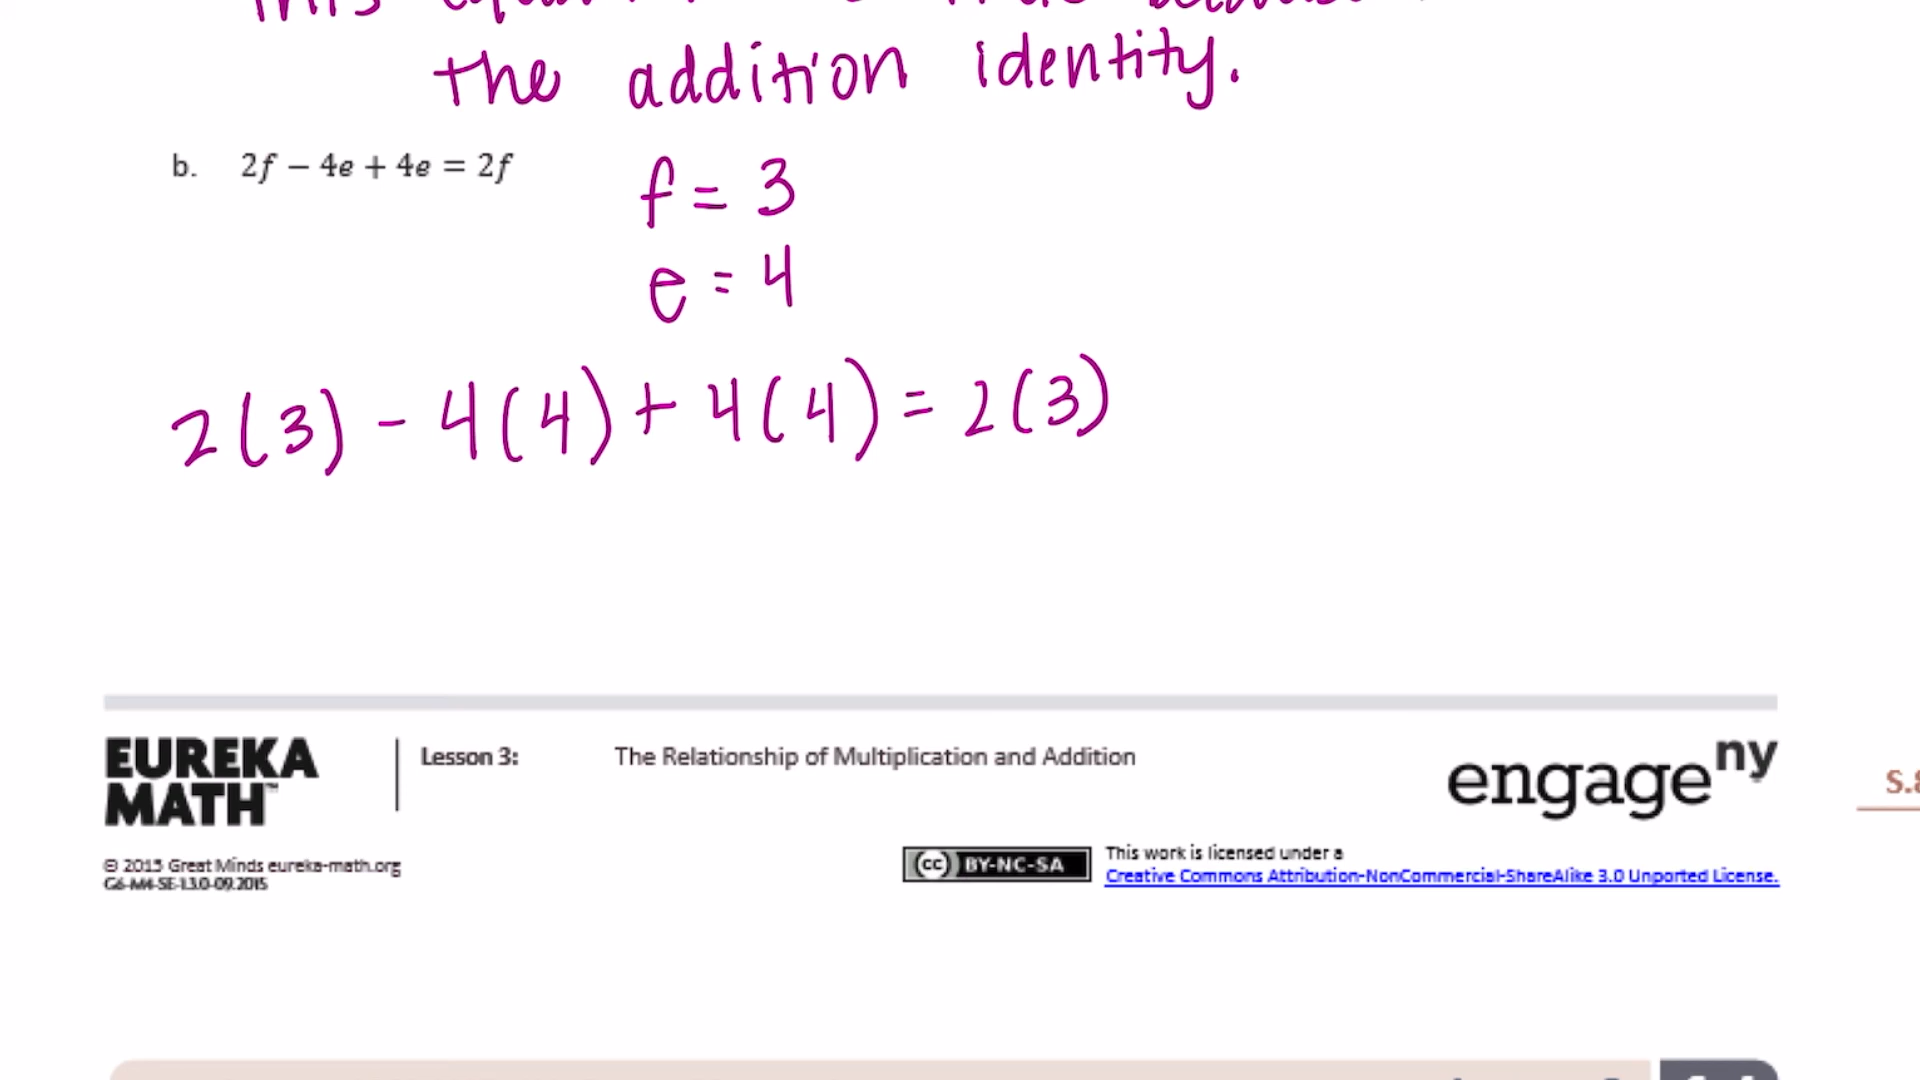 the addition identity.
b. 2f − 4e + 4e = 2f
f = 3
e = 4
2(3) - 4(4) + 4(4) = 2(3)
EUREKA
MATH™
Lesson 3: The Relationship of Multiplication and Addition
engage ny
© 2015 Great Minds eureka-math.org
G6-M4-SE-1.3.0-09.2015
cc BY-NC-SA
This work is licensed under a
Creative Commons Attribution-NonCommercial-ShareAlike 3.0 Unported License.